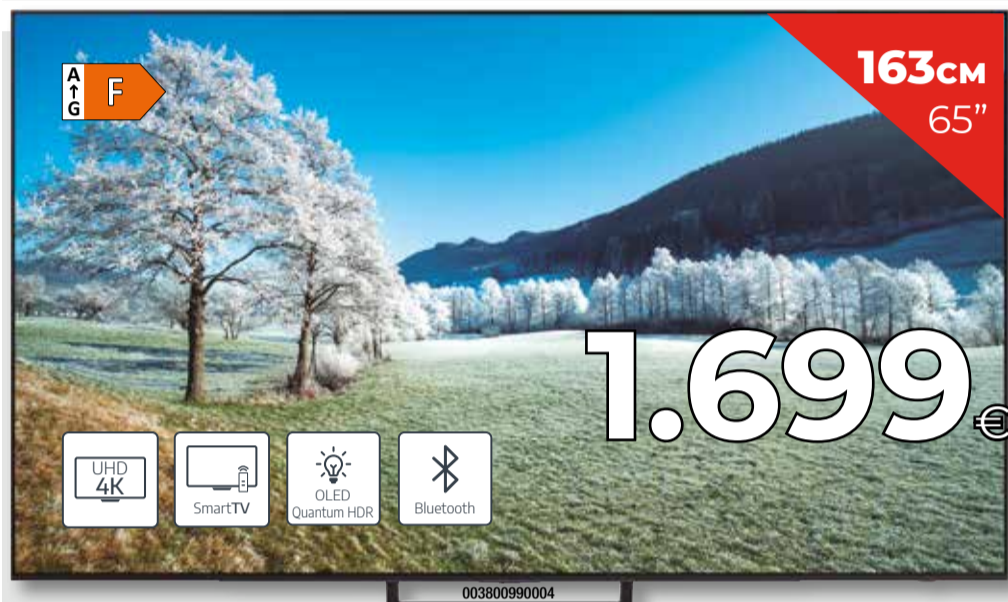 A
↑
G
F
163CM
65”
1.699€
UHD
4K
SmartTV
OLED
Quantum HDR
Bluetooth
003800990004